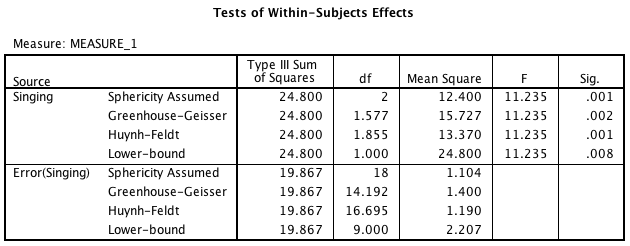 Tests of Within-Subjects Effects
Measure: MEASURE_1
Source Type III Sum of Squares df Mean Square F Sig.
Singing Sphericity Assumed 24.800 2 12.400 11.235 .001
Greenhouse-Geisser 24.800 1.577 15.727 11.235 .002
Huynh-Feldt 24.800 1.855 13.370 11.235 .001
Lower-bound 24.800 1.000 24.800 11.235 .008
Error(Singing) Sphericity Assumed 19.867 18 1.104
Greenhouse-Geisser 19.867 14.192 1.400
Huynh-Feldt 19.867 16.695 1.190
Lower-bound 19.867 9.000 2.207